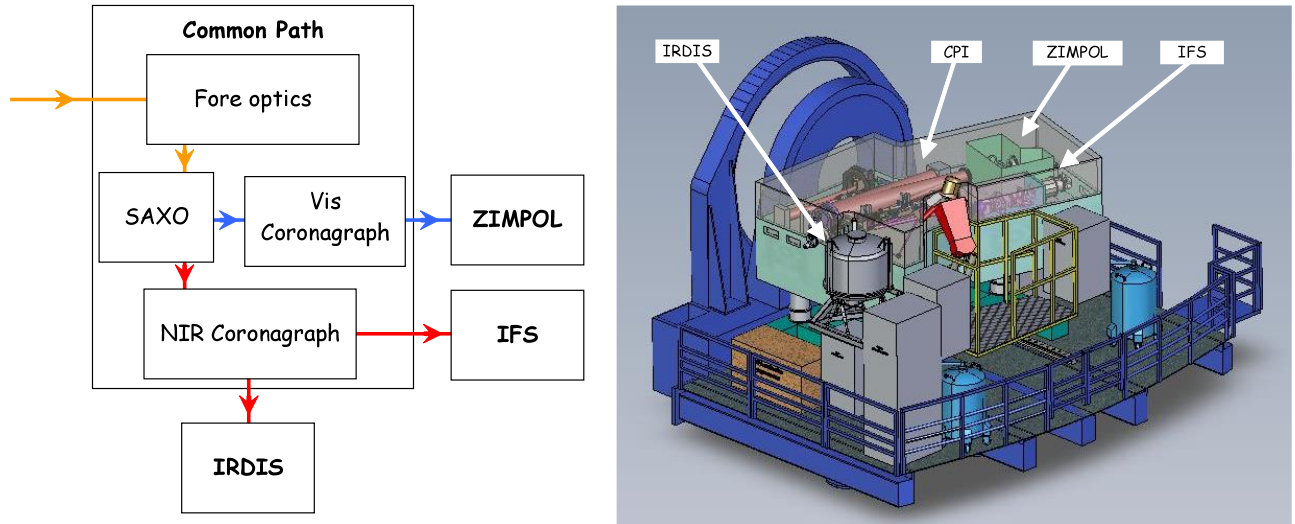 Common Path
Fore optics
SAXO
Vis
Coronagraph
ZIMPOL
NIR Coronagraph
IFS
IRDIS
IRDIS
CPI
ZIMPOL
IFS